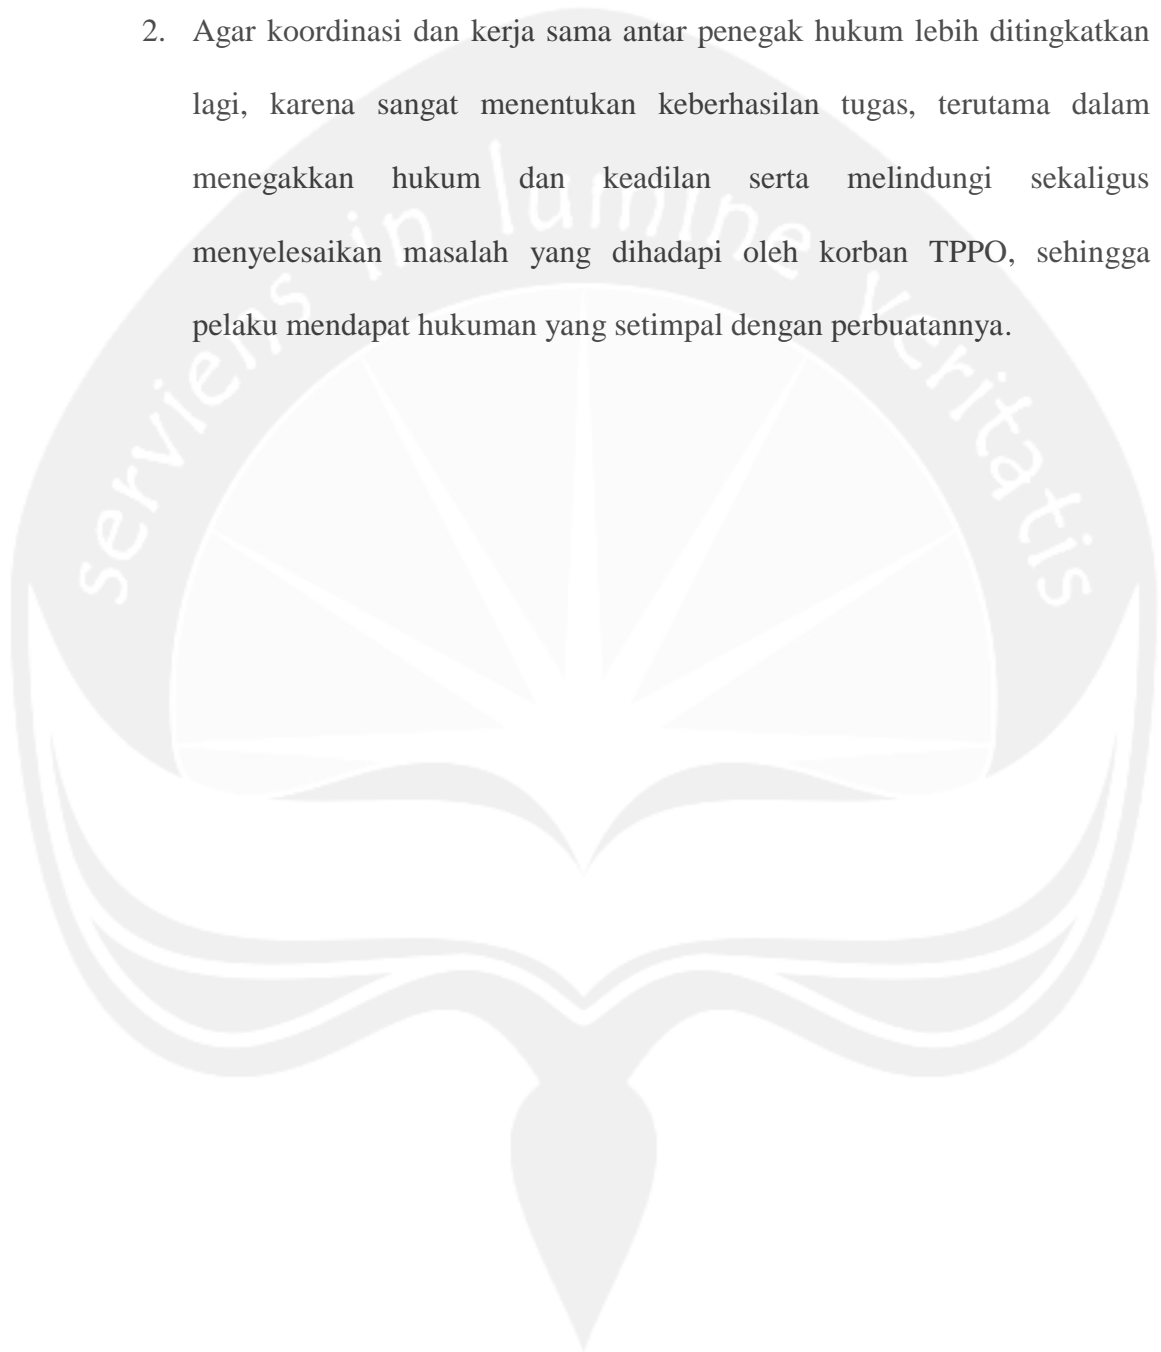 2. Agar koordinasi dan kerja sama antar penegak hukum lebih ditingkatkan
lagi, karena sangat menentukan keberhasilan tugas, terutama dalam
menegakkan hukum dan keadilan serta melindungi sekaligus
menyelesaikan masalah yang dihadapi oleh korban TPPO, sehingga
pelaku mendapat hukuman yang setimpal dengan perbuatannya.
serviens in lumine veritatis